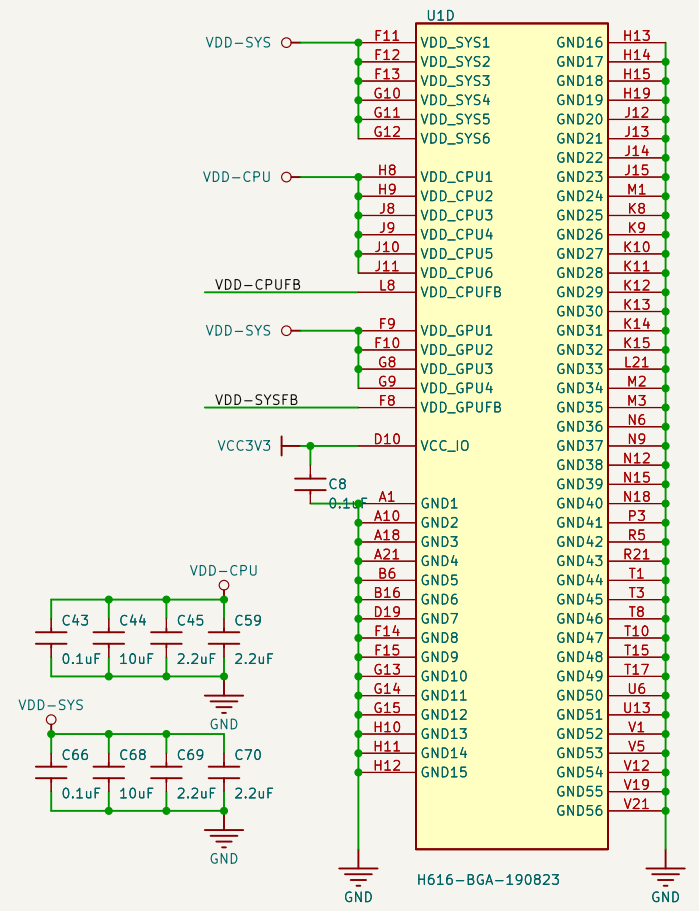 U1D
VDD-SYS F11 VDD_SYS1 GND16 H13
F12 VDD_SYS2 GND17 H14
F13 VDD_SYS3 GND18 H15
G10 VDD_SYS4 GND19 H19
G11 VDD_SYS5 GND20 J12
G12 VDD_SYS6 GND21 J13
GND22 J14
VDD-CPU H8 VDD_CPU1 GND23 J15
H9 VDD_CPU2 GND24 M1
J8 VDD_CPU3 GND25 K8
J9 VDD_CPU4 GND26 K9
J10 VDD_CPU5 GND27 K10
J11 VDD_CPU6 GND28 K11
VDD-CPUFB L8 VDD_CPUFB GND29 K12
GND30 K13
VDD-SYS F9 VDD_GPU1 GND31 K14
F10 VDD_GPU2 GND32 K15
G8 VDD_GPU3 GND33 L21
G9 VDD_GPU4 GND34 M2
VDD-SYSFB F8 VDD_GPUFB GND35 M3
GND36 N6
VCC3V3 D10 VCC_IO GND37 N9
GND38 N12
C8 GND39 N15
0.1uF A1 GND1 GND40 N18
A10 GND2 GND41 P3
A18 GND3 GND42 R5
A21 GND4 GND43 R21
VDD-CPU B6 GND5 GND44 T1
B16 GND6 GND45 T3
C43 C44 C45 C59 D19 GND7 GND46 T8
F14 GND8 GND47 T10
0.1uF 10uF 2.2uF 2.2uF F15 GND9 GND48 T15
G13 GND10 GND49 T17
VDD-SYS G14 GND11 GND50 U6
GND G15 GND12 GND51 U13
H10 GND13 GND52 V1
C66 C68 C69 C70 H11 GND14 GND53 V5
H12 GND15 GND54 V12
0.1uF 10uF 2.2uF 2.2uF GND55 V19
GND56 V21
GND
H616-BGA-190823
GND GND